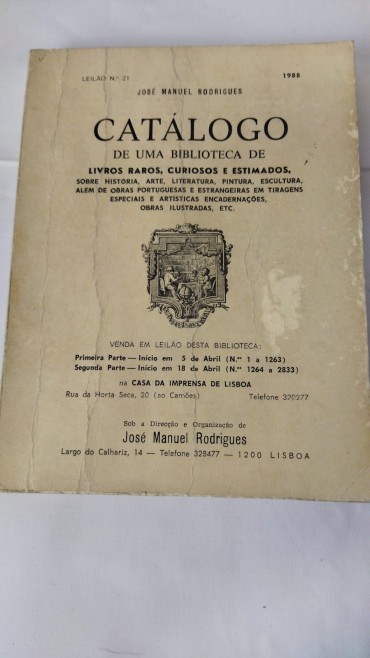 LEILÃO N.º 21
1988
JOSÉ MANUEL RODRIGUES
CATÁLOGO
DE UMA BIBLIOTECA DE
LIVROS RAROS, CURIOSOS E ESTIMADOS,
SOBRE HISTÓRIA, ARTE, LITERATURA, PINTURA, ESCULTURA,
ALEM DE OBRAS PORTUGUESAS E ESTRANGEIRAS EM TIRAGENS
ESPECIAIS E ARTÍSTICAS ENCADERNAÇÕES,
OBRAS ILUSTRADAS, ETC.
VENDA EM LEILÃO DESTA BIBLIOTECA:
Primeira Parte — Início em 5 de Abril (N.ºs 1 a 1263)
Segunda Parte — Início em 18 de Abril (N.ºs 1264 a 2833)
na CASA DA IMPRENSA DE LISBOA
Rua da Horta Seca, 20 (ao Camões) Telefone 320277
Sob a Direcção e Organização de
José Manuel Rodrigues
Largo do Calhariz, 14 — Telefone 328477 — 1200 LISBOA